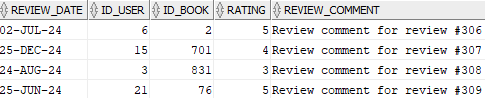 REVIEW_DATE ID_USER ID_BOOK RATING REVIEW_COMMENT
02-JUL-24 6 2 5 Review comment for review #306
25-DEC-24 15 701 4 Review comment for review #307
24-AUG-24 3 831 3 Review comment for review #308
25-JUN-24 21 76 5 Review comment for review #309